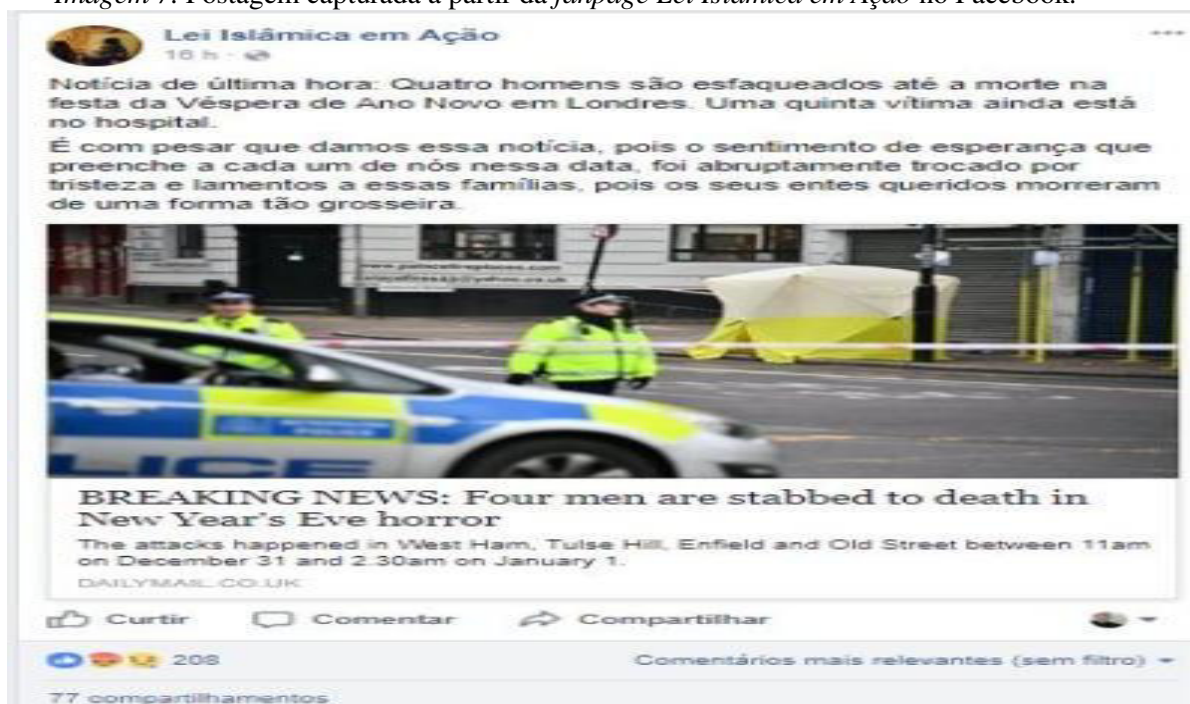 Imagem 7: Postagem capturada a partir da fanpage Lei Islâmica em Ação no Facebook.
Lei Islâmica em Ação
16 h
Notícia de última hora: Quatro homens são esfaqueados até a morte na
festa da Véspera de Ano Novo em Londres. Uma quinta vítima ainda está
no hospital.
É com pesar que damos essa notícia, pois o sentimento de esperança que
preenche a cada um de nós nessa data, foi abruptamente trocado por
tristeza e lamentos a essas famílias, pois os seus entes queridos morreram
de uma forma tão grosseira.
LICE
BREAKING NEWS: Four men are stabbed to death in
New Year's Eve horror
The attacks happened in West Ham, Tulse Hill, Enfield and Old Street between 11am
on December 31 and 2.30am on January 1.
DAILYMAIL.CO.UK
Curtir Comentar Compartilhar
208 Comentários mais relevantes (sem filtro)
77 compartilhamentos